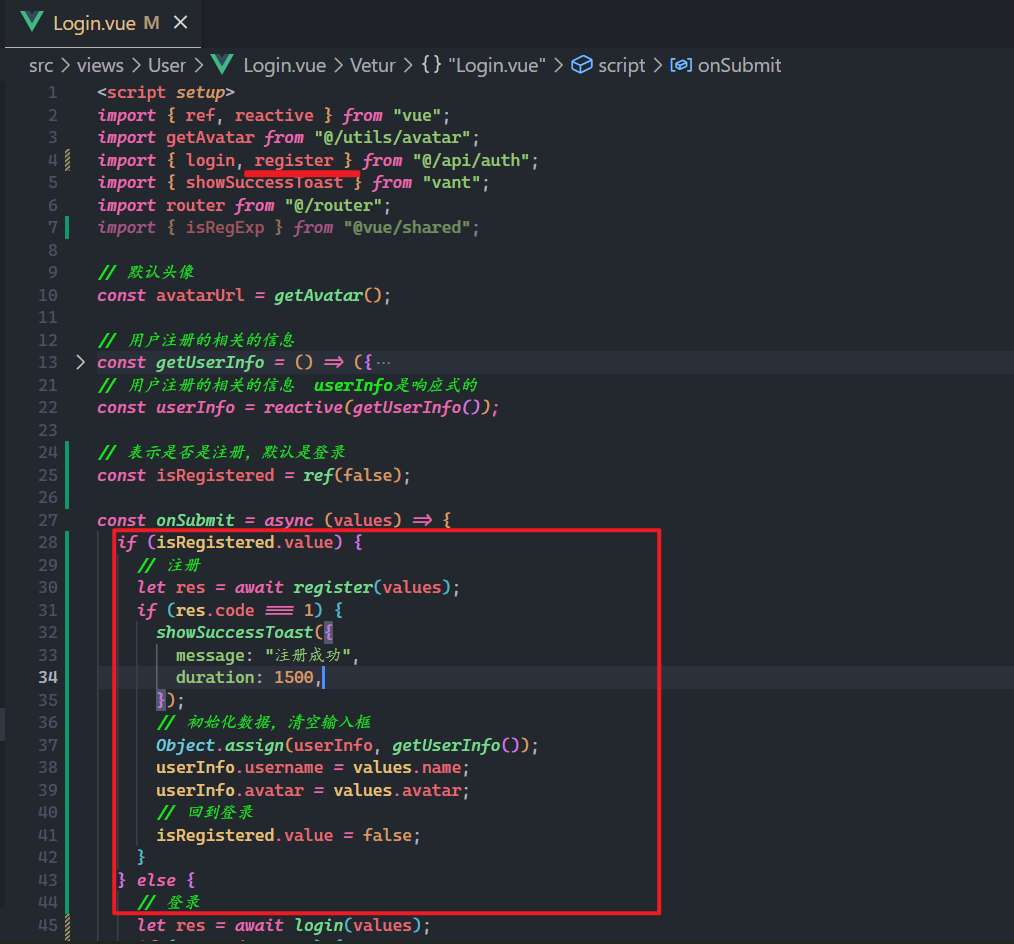 Login.vue M ×
src > views > User > Login.vue > Vetur > {} "Login.vue" > script > onSubmit
1 <script setup>
2 import { ref, reactive } from "vue";
3 import getAvatar from "@/utils/avatar";
4 import { login, register } from "@/api/auth";
5 import { showSuccessToast } from "vant";
6 import router from "@/router";
7 import { isRegExp } from "@vue/shared";
8
9 // 默认头像
10 const avatarUrl = getAvatar();
11
12 // 用户注册的相关的信息
13 const getUserInfo = () => ({ ···
21 // 用户注册的相关的信息 userInfo是响应式的
22 const userInfo = reactive(getUserInfo());
23
24 // 表示是否是注册，默认是登录
25 const isRegistered = ref(false);
26
27 const onSubmit = async (values) => {
28 if (isRegistered.value) {
29 // 注册
30 let res = await register(values);
31 if (res.code === 1) {
32 showSuccessToast({
33 message: "注册成功",
34 duration: 1500,
35 });
36 // 初始化数据，清空输入框
37 Object.assign(userInfo, getUserInfo());
38 userInfo.username = values.name;
39 userInfo.avatar = values.avatar;
40 // 回到登录
41 isRegistered.value = false;
42 }
43 } else {
44 // 登录
45 let res = await login(values);